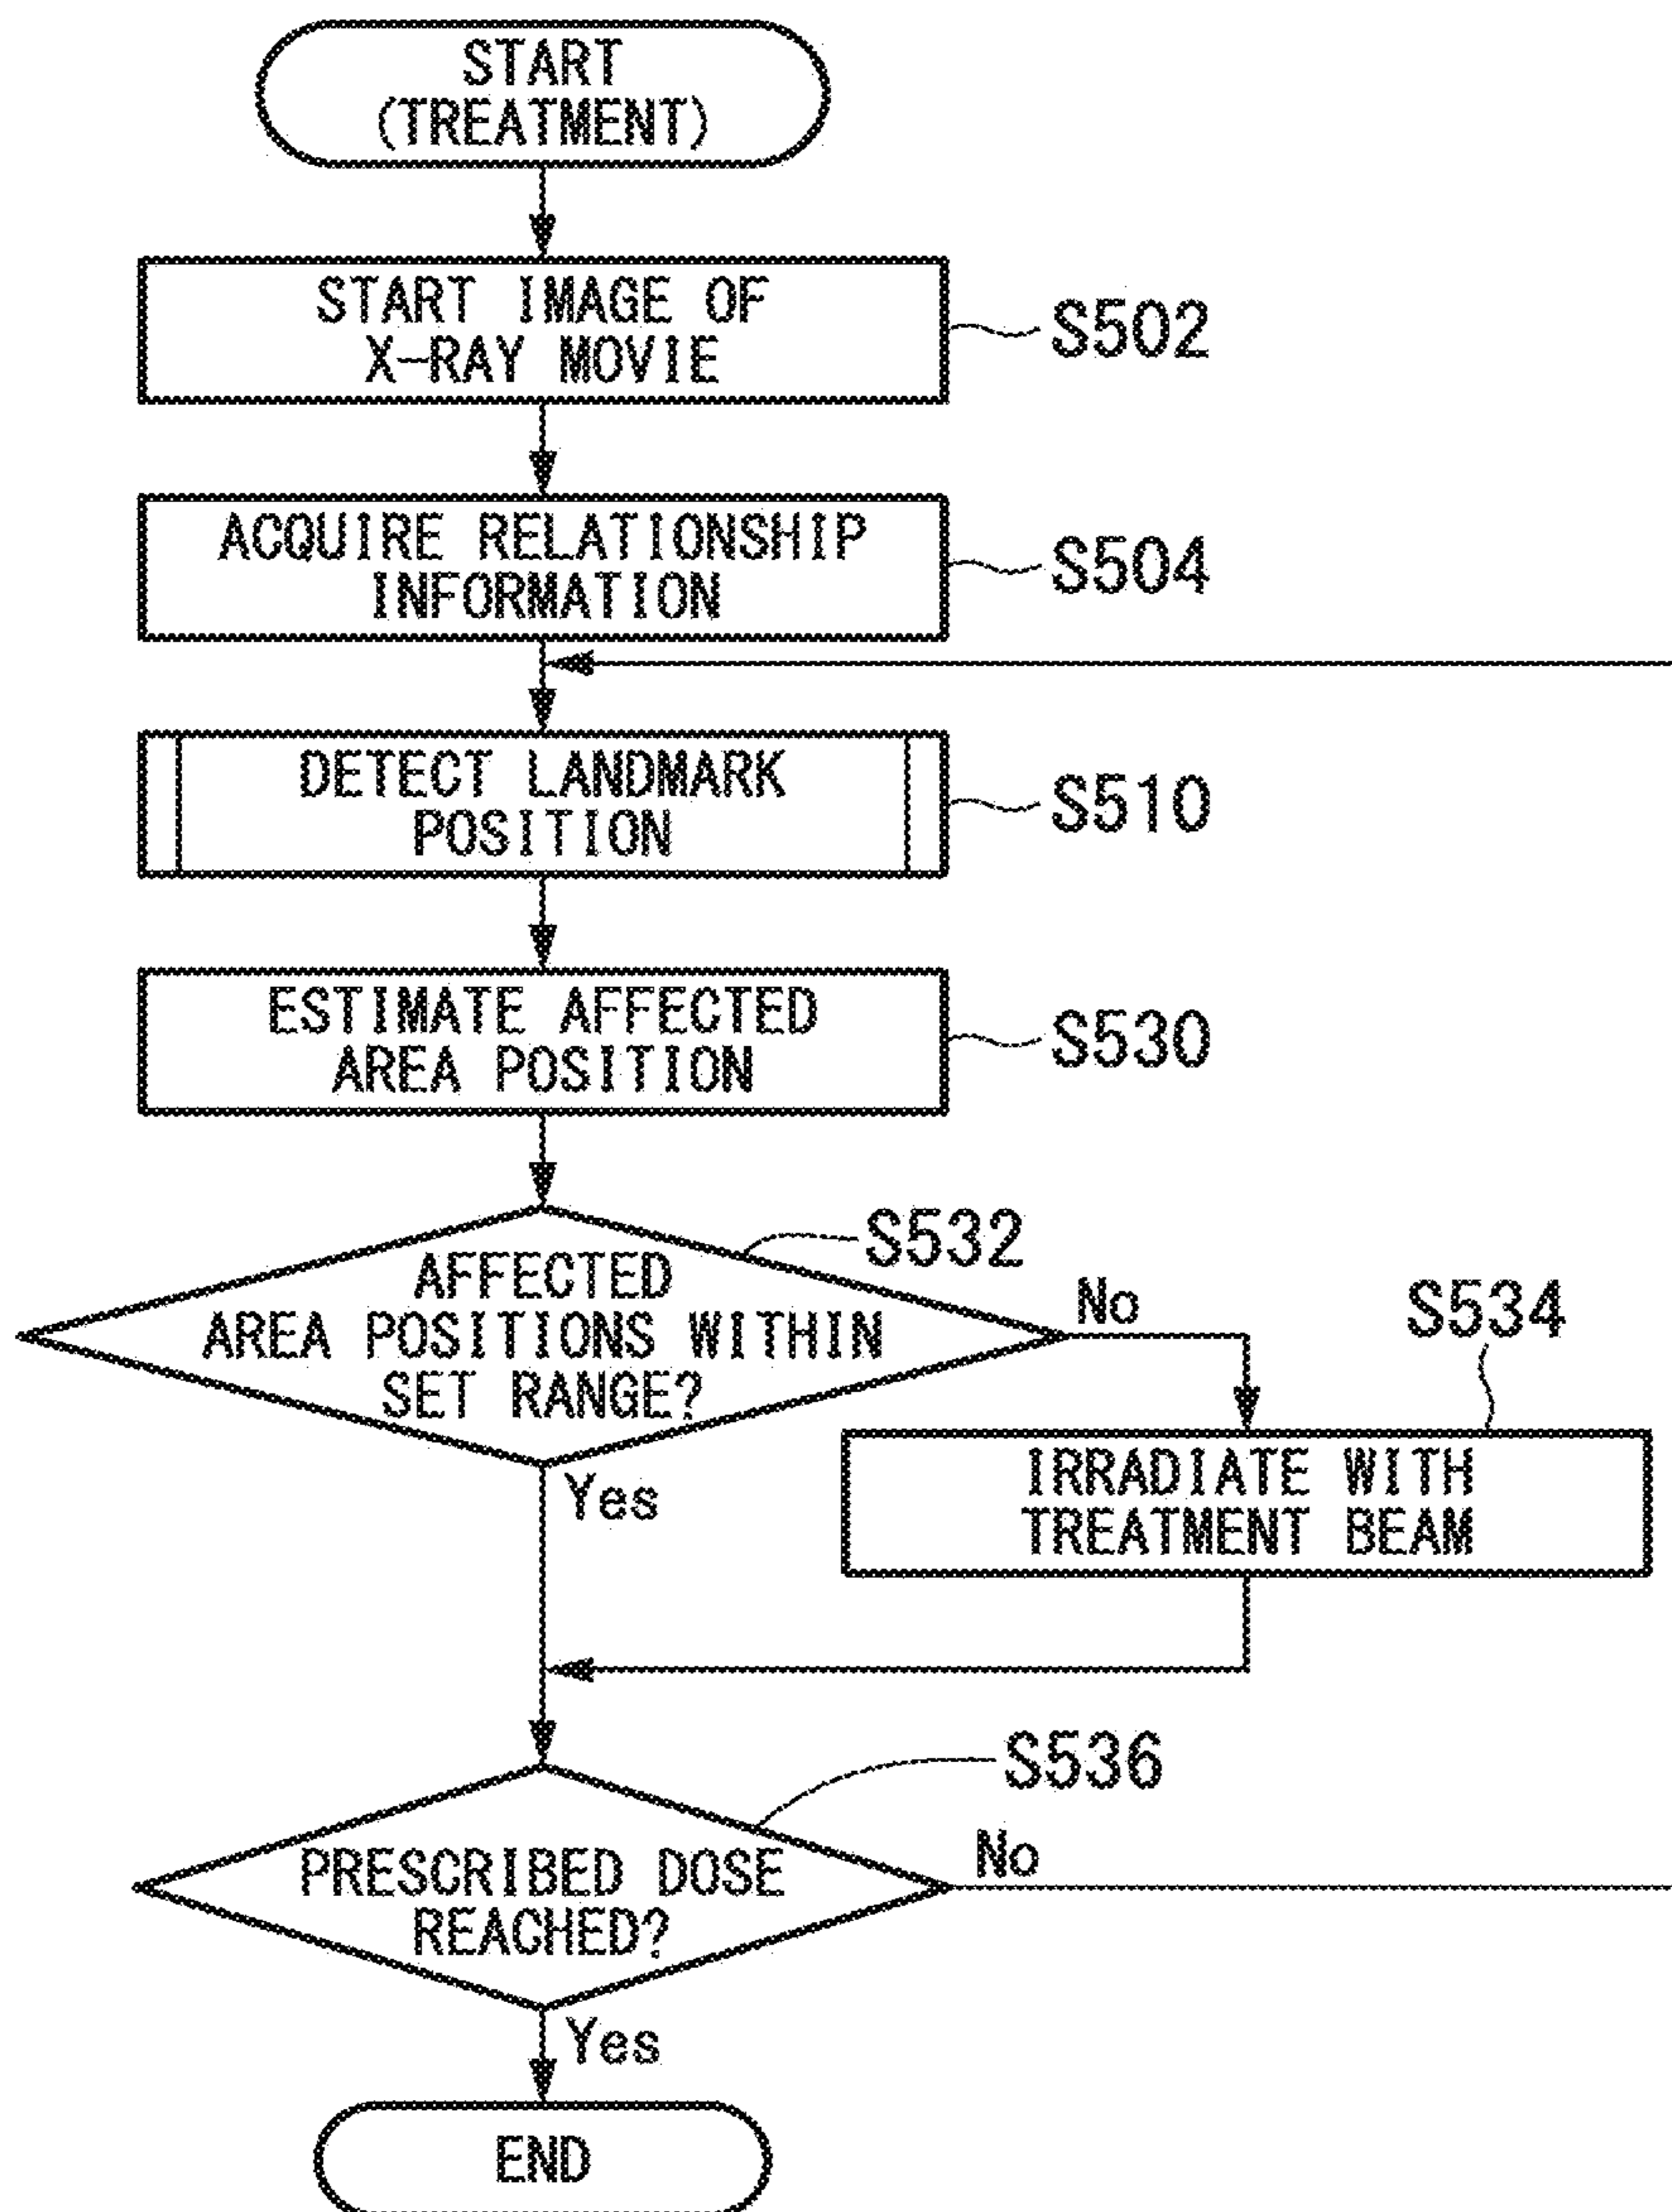 START
(TREATMENT)
START IMAGE OF
X-RAY MOVIE
S502
ACQUIRE RELATIONSHIP
INFORMATION
S504
DETECT LANDMARK
POSITION
S510
ESTIMATE AFFECTED
AREA POSITION
S530
S532
AFFECTED
AREA POSITIONS WITHIN
SET RANGE?
No
Yes
S534
IRRADIATE WITH
TREATMENT BEAM
S536
PRESCRIBED DOSE
REACHED?
No
Yes
END